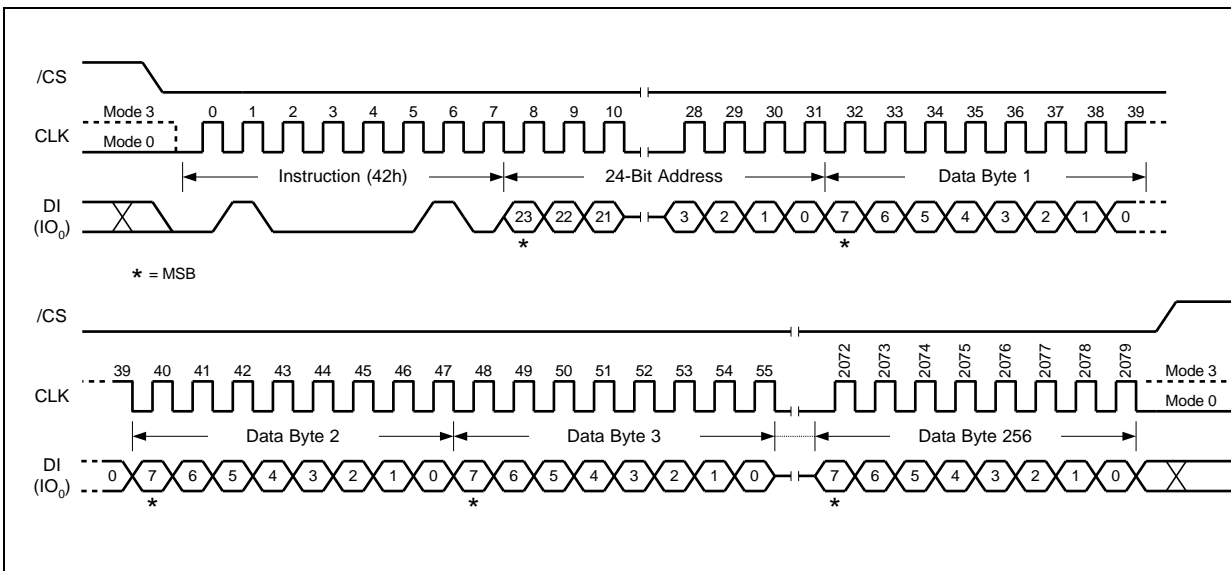 /CS
Mode 3 0 1 2 3 4 5 6 7 8 9 10 28 29 30 31 32 33 34 35 36 37 38 39
CLK Mode 0
Instruction (42h) 24-Bit Address Data Byte 1
DI
(IO0) 23 22 21 3 2 1 0 7 6 5 4 3 2 1 0
* *
* = MSB
/CS
39 40 41 42 43 44 45 46 47 48 49 50 51 52 53 54 55 2072 2073 2074 2075 2076 2077 2078 2079 Mode 3
CLK Mode 0
Data Byte 2 Data Byte 3 Data Byte 256
DI
(IO0) 0 7 6 5 4 3 2 1 0 7 6 5 4 3 2 1 0 7 6 5 4 3 2 1 0
* * *